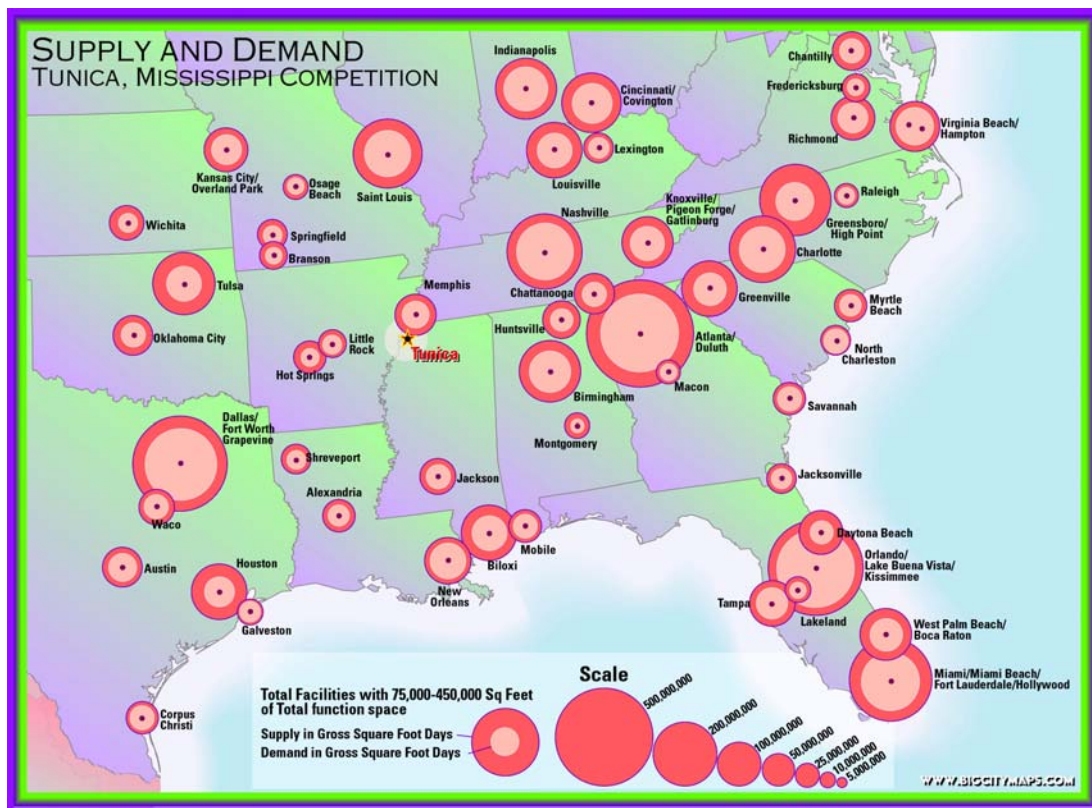 SUPPLY AND DEMAND
TUNICA, MISSISSIPPI COMPETITION
Indianapolis
Cincinnati/
Covington
Chantilly
Fredericksburg
Richmond
Virginia Beach/
Hampton
Kansas City/
Overland Park
Osage
Beach
Saint Louis
Louisville
Lexington
Wichita
Springfield
Branson
Nashville
Knoxville/
Pigeon Forge/
Gatlinburg
Raleigh
Greensboro/
High Point
Charlotte
Tulsa
Memphis
Chattanooga
Greenville
Oklahoma City
Little
Rock
Hot Springs
Tunica
Huntsville
Atlanta/
Duluth
Myrtle
Beach
North
Charleston
Birmingham
Macon
Savannah
Dallas/
Fort Worth
Grapevine
Montgomery
Shreveport
Jackson
Jacksonville
Waco
Alexandria
Mobile
Biloxi
Daytona Beach
Austin
Houston
New
Orleans
Orlando/
Lake Buena Vista/
Kissimmee
Tampa
Lakeland
Galveston
West Palm Beach/
Boca Raton
Miami/Miami Beach/
Fort Lauderdale/Hollywood
Corpus
Christi
Total Facilities with 75,000-450,000 Sq Feet
of Total function space
Supply in Gross Square Foot Days
Demand in Gross Square Foot Days
Scale
500,000,000
200,000,000
100,000,000
50,000,000
25,000,000
10,000,000
5,000,000
WWW.BIGCITYMAPS.COM